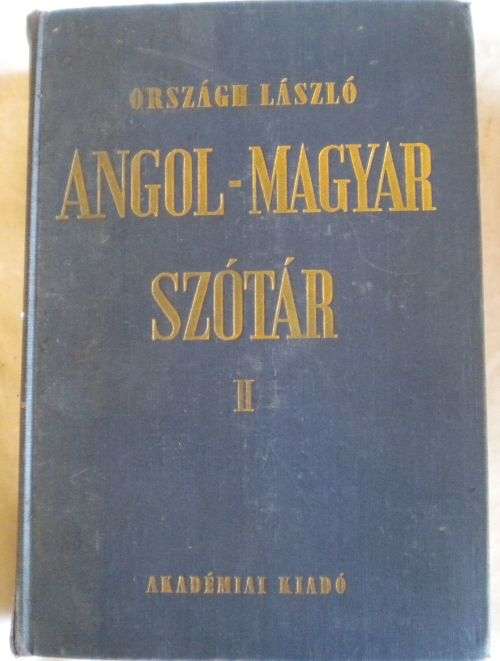 ORSZÁGH LÁSZLÓ
ANGOL-MAGYAR
SZÓTÁR
II
AKADÉMIAI KIADÓ